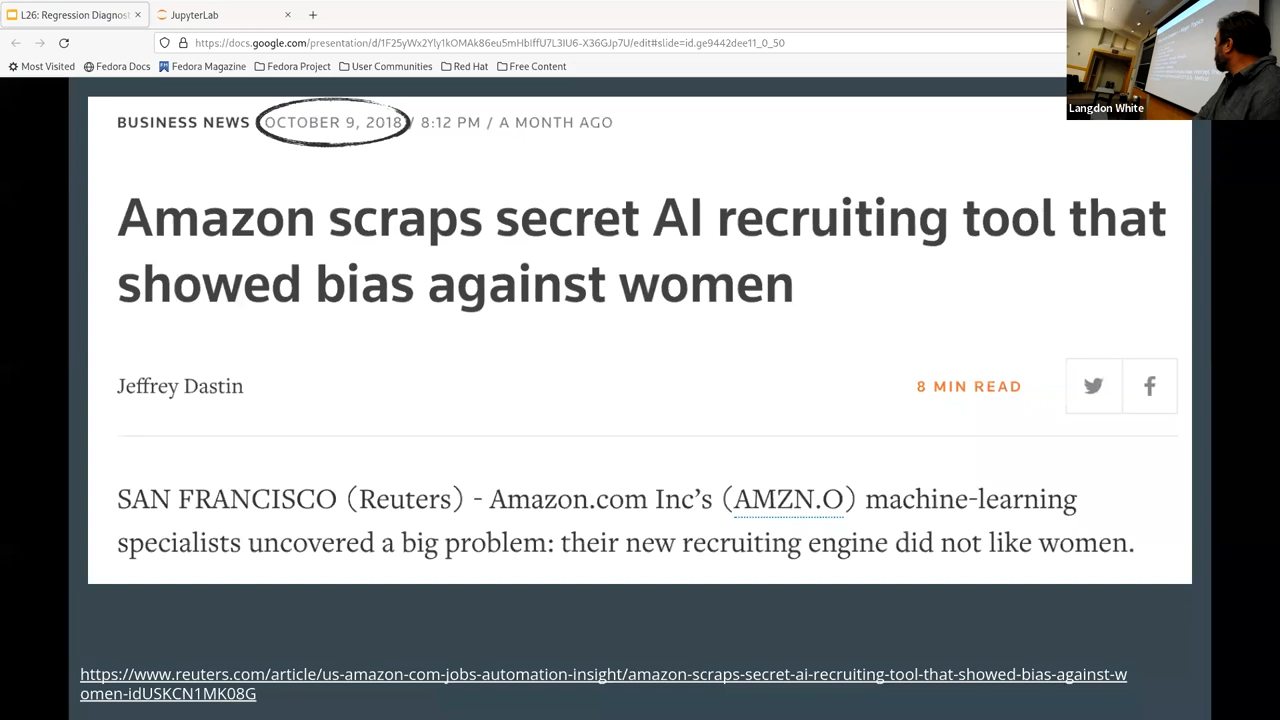 L26: Regression Diagnost
JupyterLab
https://docs.google.com/presentation/d/1F25yWx2Yly1kOMAk86eu5mHbIffU7L3IU6-X36GJp7U/edit#slide=id.ge9442dee11_0_50
Most Visited Fedora Docs Fedora Magazine Fedora Project User Communities Red Hat Free Content
Langdon White
BUSINESS NEWS OCTOBER 9, 2018 / 8:12 PM / A MONTH AGO
Amazon scraps secret AI recruiting tool that
showed bias against women
Jeffrey Dastin
8 MIN READ
SAN FRANCISCO (Reuters) - Amazon.com Inc’s (AMZN.O) machine-learning
specialists uncovered a big problem: their new recruiting engine did not like women.
https://www.reuters.com/article/us-amazon-com-jobs-automation-insight/amazon-scraps-secret-ai-recruiting-tool-that-showed-bias-against-w
omen-idUSKCN1MK08G